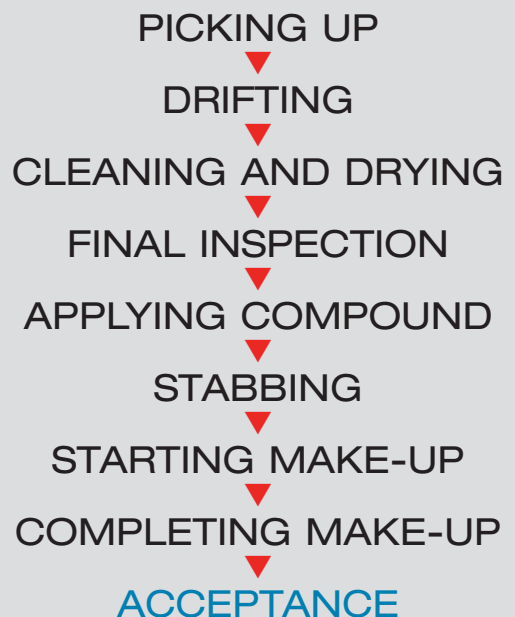 PICKING UP
DRIFTING
CLEANING AND DRYING
FINAL INSPECTION
APPLYING COMPOUND
STABBING
STARTING MAKE-UP
COMPLETING MAKE-UP
ACCEPTANCE